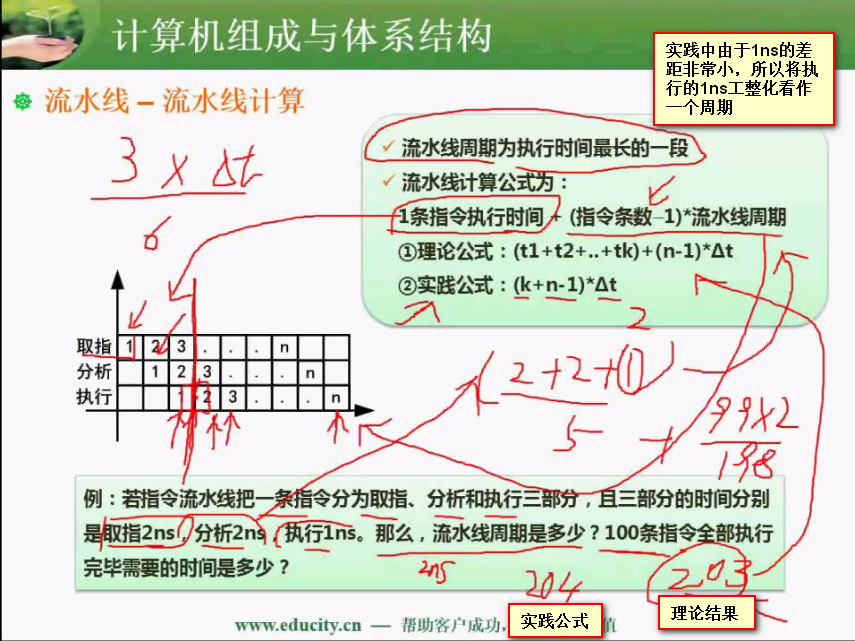 计算机组成与体系结构
实践中由于1ns的差
距非常小，所以将执
行的1ns工整化看作
一个周期
流水线 – 流水线计算
流水线周期为执行时间最长的一段
流水线计算公式为：
1条指令执行时间 + (指令条数–1)*流水线周期
①理论公式：(t1+t2+..+tk)+(n-1)*Δt
②实践公式：(k+n-1)*Δt
3 x Δt
6
2
取指 1 2 3 . . . n
分析 1 2 3 . . . n
执行 1 2 3 . . . n
(2+2+①)
5 + 99x2
198
例：若指令流水线把一条指令分为取指、分析和执行三部分，且三部分的时间分别
是取指2ns，分析2ns，执行1ns。那么，流水线周期是多少？100条指令全部执行
完毕需要的时间是多少？
2ns
204
203
实践公式
理论结果
www.educity.cn — 帮助客户成功，
值